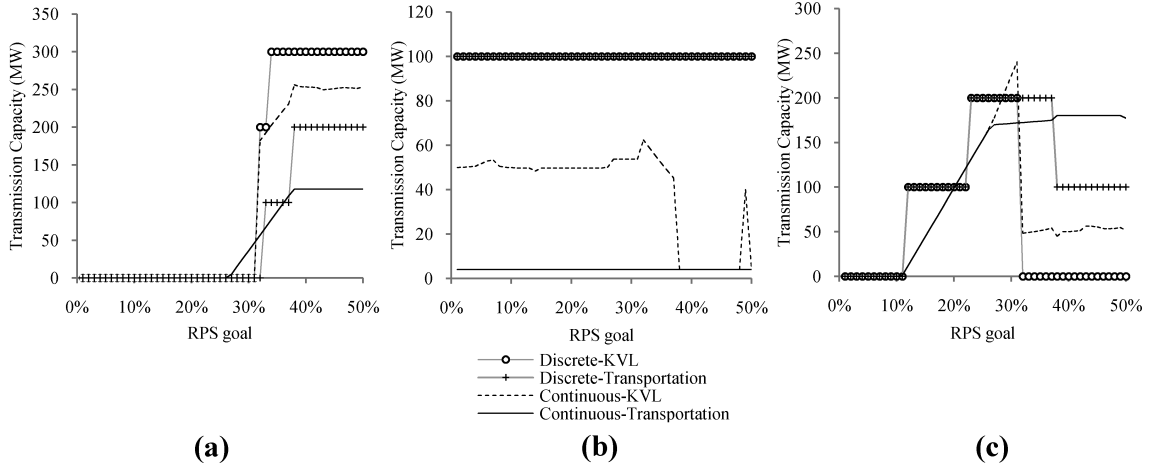 350
300
250
200
150
100
50
0
Transmission Capacity (MW)
0% 10% 20% 30% 40% 50%
RPS goal
120
100
80
60
40
20
0
Transmission Capacity (MW)
0% 10% 20% 30% 40% 50%
RPS goal
300
250
200
150
100
50
0
Transmission Capacity (MW)
0% 10% 20% 30% 40% 50%
RPS goal
Discrete-KVL
Discrete-Transportation
Continuous-KVL
Continuous-Transportation
(a) (b) (c)